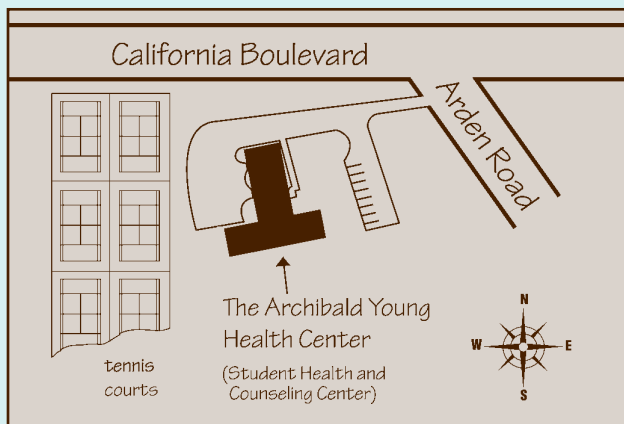 California Boulevard
Arden Road
The Archibald Young
Health Center
(Student Health and
Counseling Center)
tennis
courts
N
W E
S